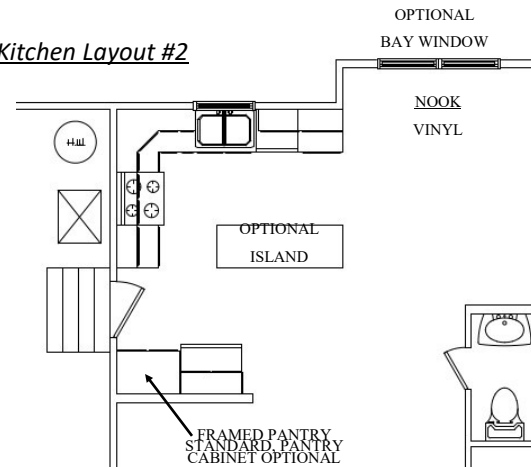 Kitchen Layout #2
OPTIONAL
BAY WINDOW
NOOK
VINYL
OPTIONAL
ISLAND
FRAMED PANTRY
STANDARD. PANTRY
CABINET OPTIONAL